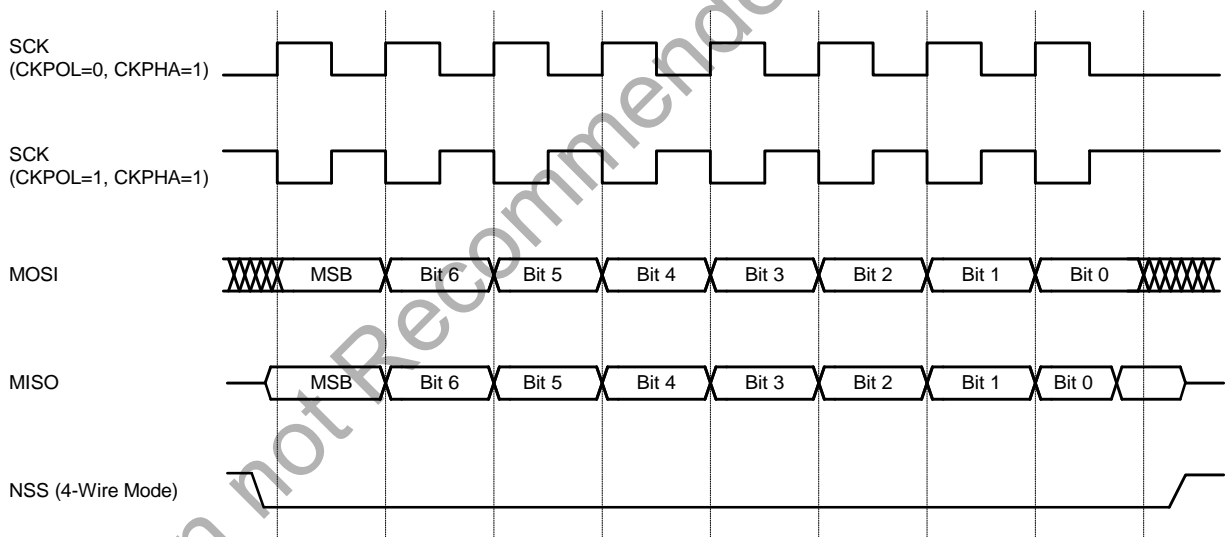 SCK
(CKPOL=0, CKPHA=1)
SCK
(CKPOL=1, CKPHA=1)
MOSI
MSB Bit 6 Bit 5 Bit 4 Bit 3 Bit 2 Bit 1 Bit 0
MISO
MSB Bit 6 Bit 5 Bit 4 Bit 3 Bit 2 Bit 1 Bit 0
NSS (4-Wire Mode)
not Recommende